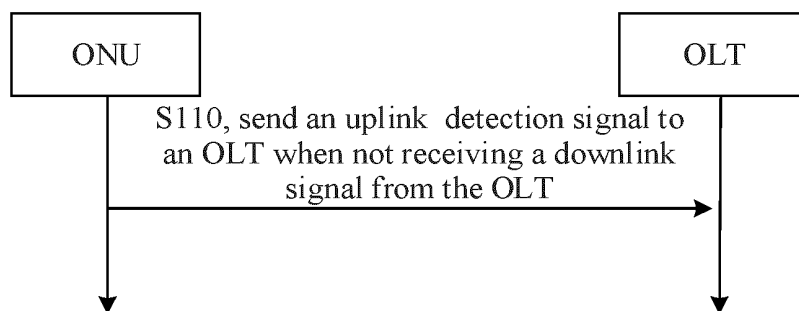 ONU
OLT
S110, send an uplink detection signal to
an OLT when not receiving a downlink
signal from the OLT